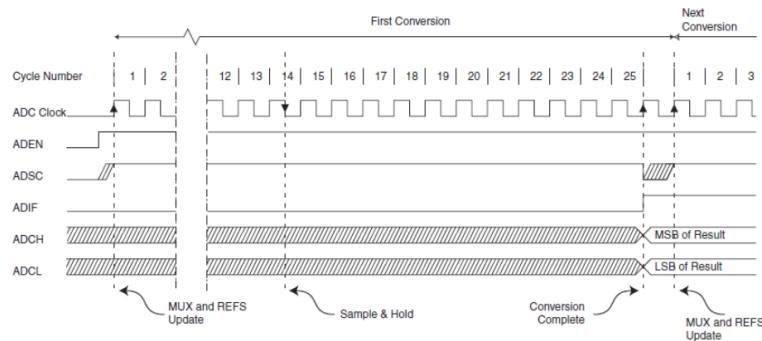 First Conversion
Next
Conversion
Cycle Number 1 2 12 13 14 15 16 17 18 19 20 21 22 23 24 25 1 2 3
ADC Clock
ADEN
ADSC
ADIF
ADCH MSB of Result
ADCL LSB of Result
MUX and REFS
Update
Sample & Hold
Conversion
Complete
MUX and REFS
Update